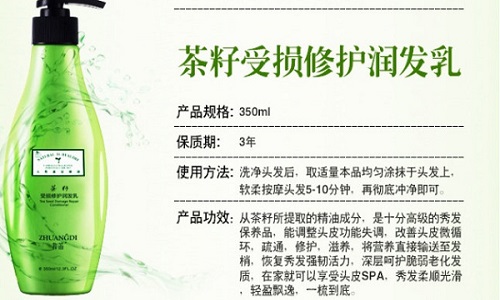 茶籽受损修护润发乳
产品规格: 350ml
保质期: 3年
使用方法: 洗净头发后，取适量本品均匀涂抹于头发上，
软柔按摩头发5-10分钟，再彻底冲净即可。
产品功效: 从茶籽所提取的精油成分，是十分高级的秀发
保养品，能调整头皮功能失调，改善头皮微循
环，疏通，修护，滋养，将营养直接输送至发
梢，恢复秀发强韧活力，深层呵护脆弱老化发
质，在家就可以享受头皮SPA，秀发柔顺光滑
，轻盈飘逸，一梳到底。
茶籽
受损修护润发乳
Tea Seed Damage Repair
Conditioner
ZHUANGDI